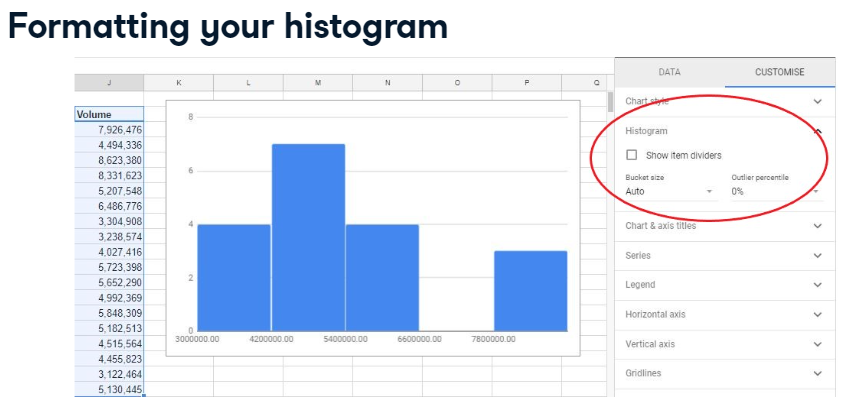 Formatting your histogram
DATA CUSTOMISE
J K L M N O P Q
Chart style
Histogram
Show item dividers
Bucket size Outlier percentile
Auto 0%
Chart & axis titles
Series
Legend
Horizontal axis
Vertical axis
Gridlines
Volume
7,926,476
4,494,336
8,623,380
8,331,623
5,207,548
6,486,776
3,304,908
3,238,574
4,027,416
5,723,398
5,652,290
4,992,369
5,848,309
5,182,513
4,515,564
4,455,823
3,122,464
5,130,445
8
6
4
2
0
3000000.00 4200000.00 5400000.00 6600000.00 7800000.00